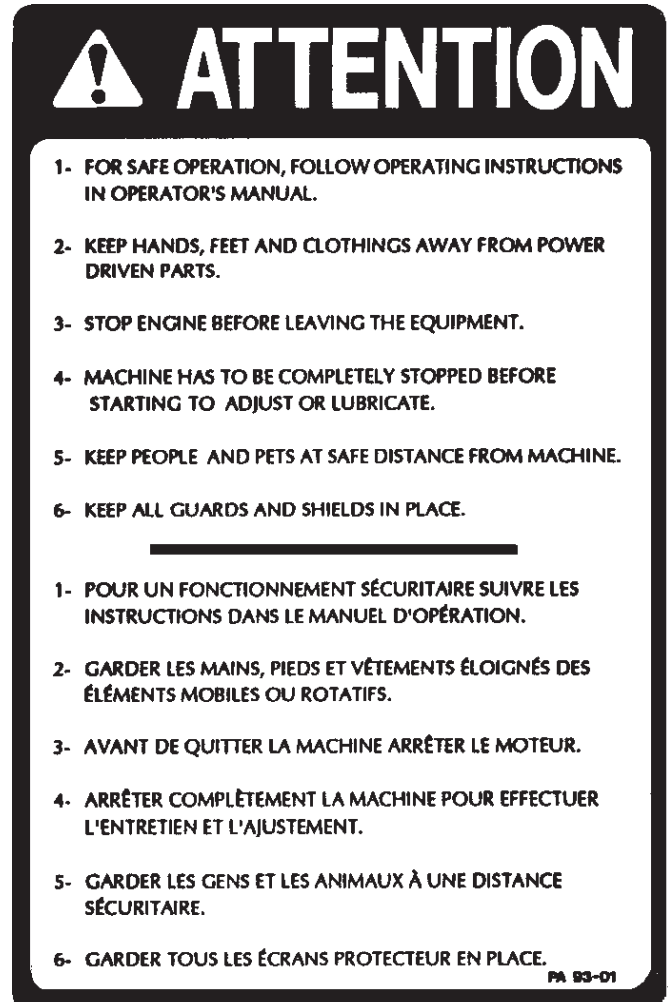 ATTENTION
1- FOR SAFE OPERATION, FOLLOW OPERATING INSTRUCTIONS
IN OPERATOR'S MANUAL.
2- KEEP HANDS, FEET AND CLOTHINGS AWAY FROM POWER
DRIVEN PARTS.
3- STOP ENGINE BEFORE LEAVING THE EQUIPMENT.
4- MACHINE HAS TO BE COMPLETELY STOPPED BEFORE
STARTING TO ADJUST OR LUBRICATE.
5- KEEP PEOPLE AND PETS AT SAFE DISTANCE FROM MACHINE.
6- KEEP ALL GUARDS AND SHIELDS IN PLACE.
1- POUR UN FONCTIONNEMENT SÉCURITAIRE SUIVRE LES
INSTRUCTIONS DANS LE MANUEL D'OPÉRATION.
2- GARDER LES MAINS, PIEDS ET VÊTEMENTS ÉLOIGNÉS DES
ÉLÉMENTS MOBILES OU ROTATIFS.
3- AVANT DE QUITTER LA MACHINE ARRÊTER LE MOTEUR.
4- ARRÊTER COMPLÈTEMENT LA MACHINE POUR EFFECTUER
L'ENTRETIEN ET L'AJUSTEMENT.
5- GARDER LES GENS ET LES ANIMAUX À UNE DISTANCE
SÉCURITAIRE.
6- GARDER TOUS LES ÉCRANS PROTECTEUR EN PLACE.
PA 93-01